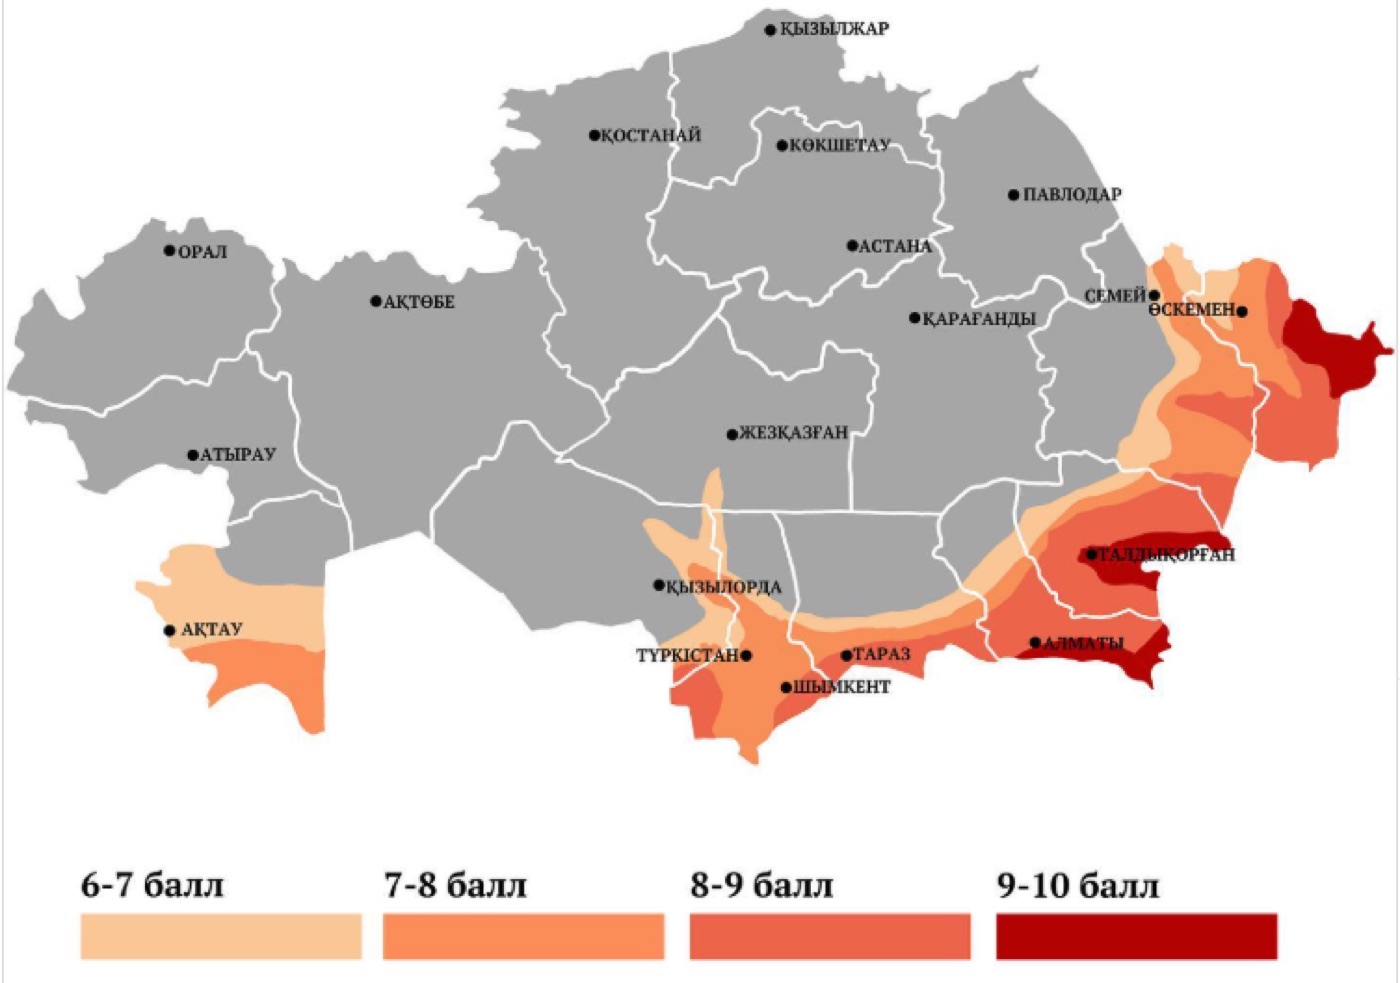 ҚЫЗЫЛЖАР
ҚОСТАНАЙ
КӨКШЕТАУ
ПАВЛОДАР
ОРАЛ
АСТАНА
АҚТӨБЕ
СЕМЕЙ
ӨСКЕМЕН
ҚАРАҒАНДЫ
ЖЕЗҚАЗҒАН
АТЫРАУ
ТАЛДЫҚОРҒАН
ҚЫЗЫЛОРДА
АҚТАУ
АЛМАТЫ
ТҮРКІСТАН
ТАРАЗ
ШЫМКЕНТ
6-7 балл
7-8 балл
8-9 балл
9-10 балл